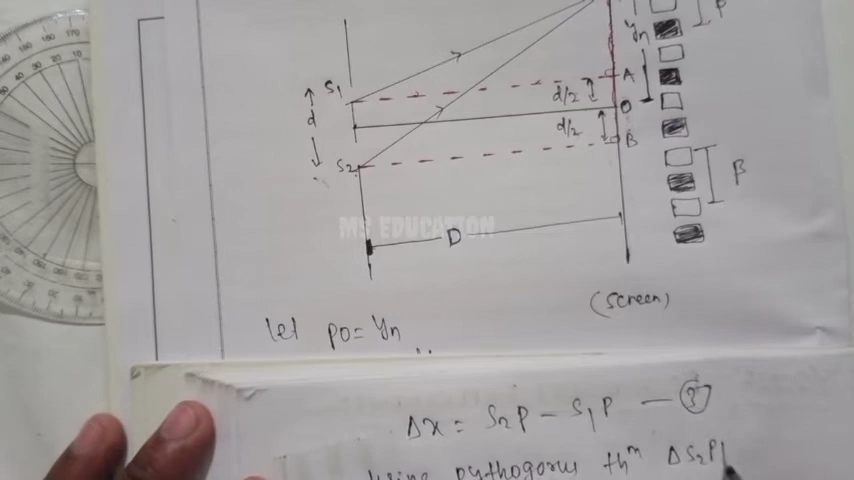 β
yn
S1
A
d/2
d
O
d/2
B
S2
β
MS EDUCATION
D
(screen)
let PO = yn
Δx = S2P - S1P — 3
using pythogorus thm ΔS2P